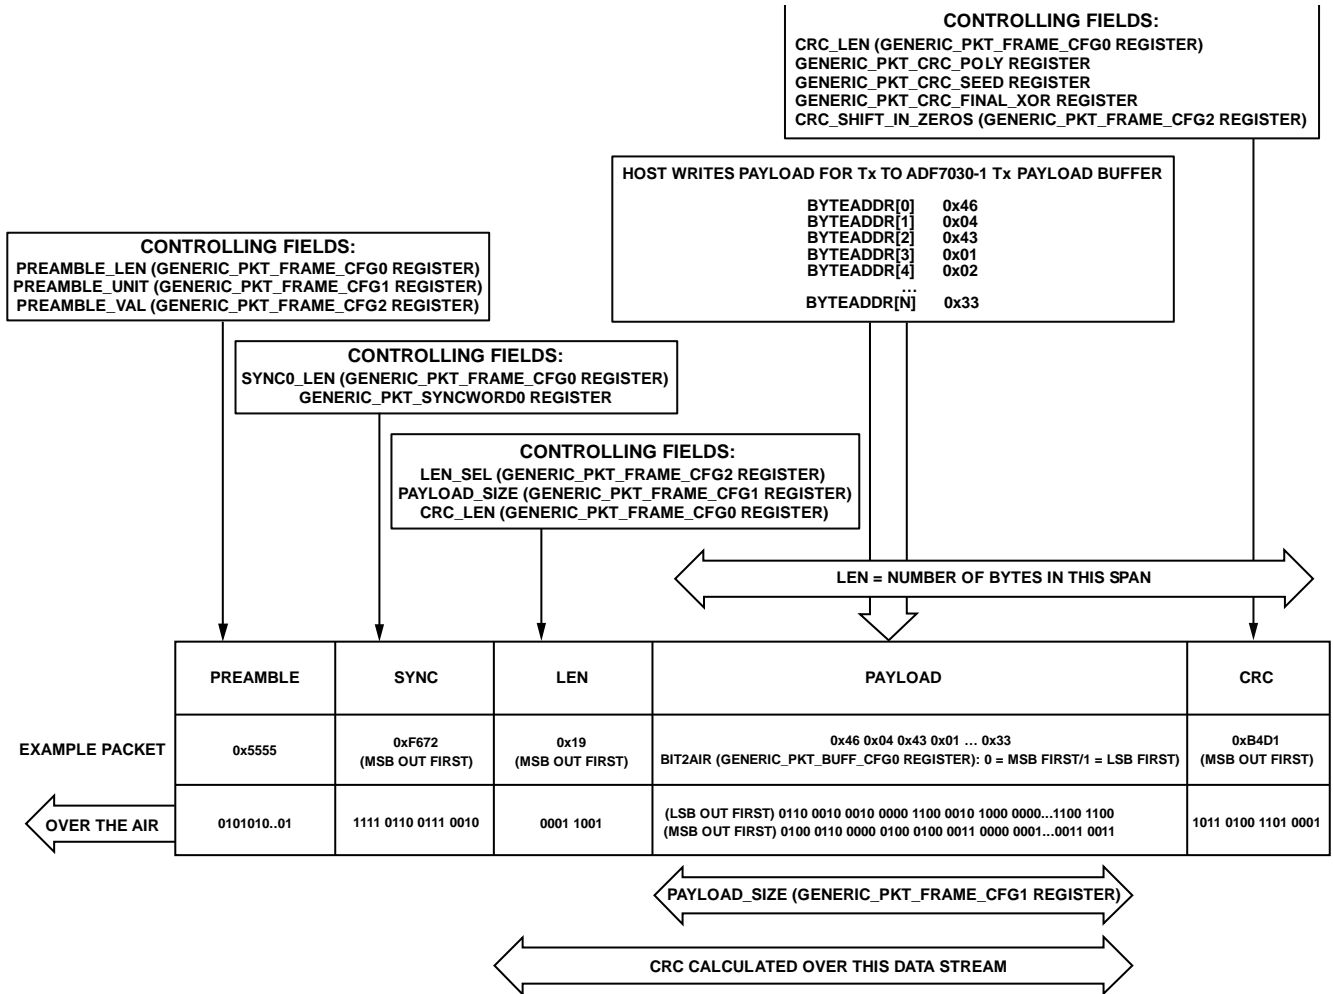 CONTROLLING FIELDS:
CRC_LEN (GENERIC_PKT_FRAME_CFG0 REGISTER)
GENERIC_PKT_CRC_POLY REGISTER
GENERIC_PKT_CRC_SEED REGISTER
GENERIC_PKT_CRC_FINAL_XOR REGISTER
CRC_SHIFT_IN_ZEROS (GENERIC_PKT_FRAME_CFG2 REGISTER)
HOST WRITES PAYLOAD FOR Tx TO ADF7030-1 Tx PAYLOAD BUFFER
BYTEADDR[0] 0x46
BYTEADDR[1] 0x04
BYTEADDR[2] 0x43
BYTEADDR[3] 0x01
BYTEADDR[4] 0x02
...
BYTEADDR[N] 0x33
CONTROLLING FIELDS:
PREAMBLE_LEN (GENERIC_PKT_FRAME_CFG0 REGISTER)
PREAMBLE_UNIT (GENERIC_PKT_FRAME_CFG1 REGISTER)
PREAMBLE_VAL (GENERIC_PKT_FRAME_CFG2 REGISTER)
CONTROLLING FIELDS:
SYNC0_LEN (GENERIC_PKT_FRAME_CFG0 REGISTER)
GENERIC_PKT_SYNCWORD0 REGISTER
CONTROLLING FIELDS:
LEN_SEL (GENERIC_PKT_FRAME_CFG2 REGISTER)
PAYLOAD_SIZE (GENERIC_PKT_FRAME_CFG1 REGISTER)
CRC_LEN (GENERIC_PKT_FRAME_CFG0 REGISTER)
LEN = NUMBER OF BYTES IN THIS SPAN
PREAMBLE SYNC LEN PAYLOAD CRC
EXAMPLE PACKET
0x5555
0xF672
(MSB OUT FIRST)
0x19
(MSB OUT FIRST)
0x46 0x04 0x43 0x01 ... 0x33
BIT2AIR (GENERIC_PKT_BUFF_CFG0 REGISTER): 0 = MSB FIRST/1 = LSB FIRST)
0xB4D1
(MSB OUT FIRST)
OVER THE AIR
0101010..01
1111 0110 0111 0010
0001 1001
(LSB OUT FIRST) 0110 0010 0010 0000 1100 0010 1000 0000...1100 1100
(MSB OUT FIRST) 0100 0110 0000 0100 0100 0011 0000 0001...0011 0011
1011 0100 1101 0001
PAYLOAD_SIZE (GENERIC_PKT_FRAME_CFG1 REGISTER)
CRC CALCULATED OVER THIS DATA STREAM